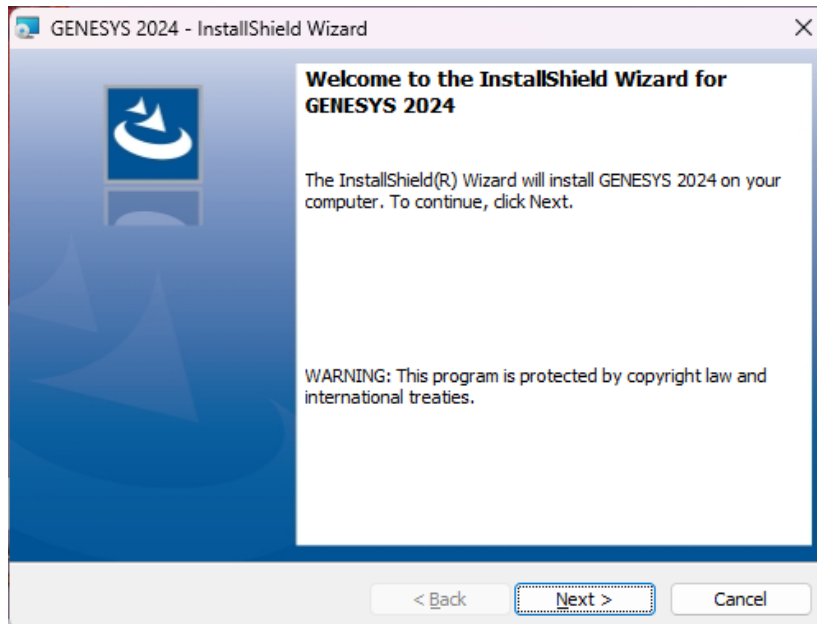 GENESYS 2024 - InstallShield Wizard
Welcome to the InstallShield Wizard for
GENESYS 2024
The InstallShield(R) Wizard will install GENESYS 2024 on your
computer. To continue, click Next.
WARNING: This program is protected by copyright law and
international treaties.
< Back
Next >
Cancel